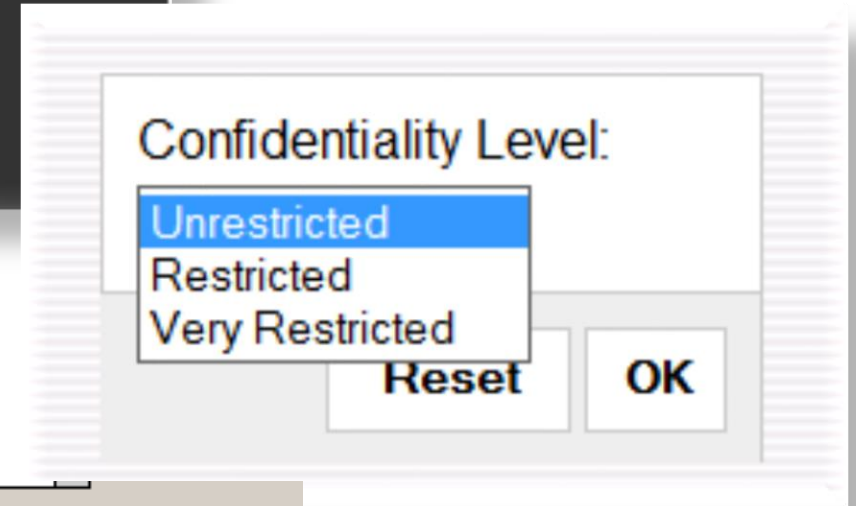 Confidentiality Level:
Unrestricted
Restricted
Very Restricted
Reset OK